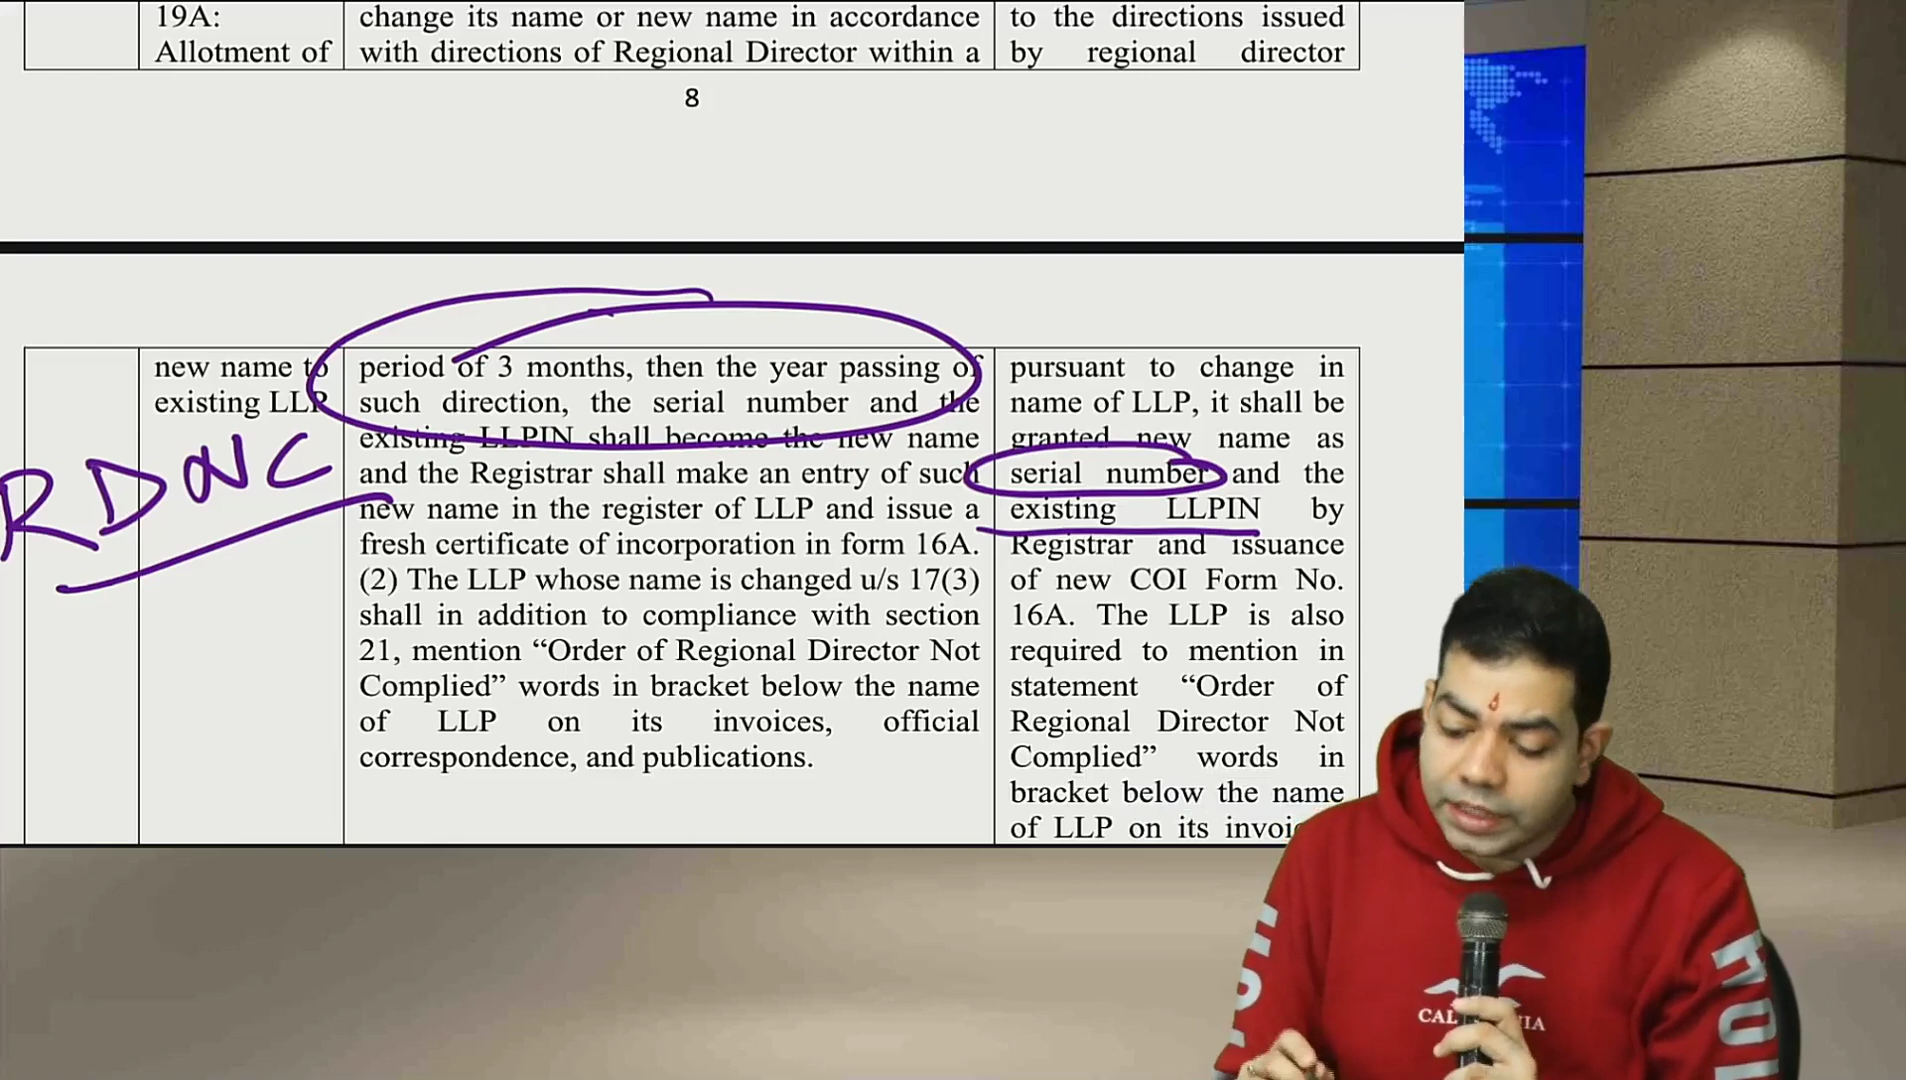 19A:
Allotment of
change its name or new name in accordance
with directions of Regional Director within a
to the directions issued
by regional director
8
new name to
existing LLP
period of 3 months, then the year passing of
such direction, the serial number and the
existing LLPIN shall become the new name
and the Registrar shall make an entry of such
new name in the register of LLP and issue a
fresh certificate of incorporation in form 16A.
(2) The LLP whose name is changed u/s 17(3)
shall in addition to compliance with section
21, mention “Order of Regional Director Not
Complied” words in bracket below the name
of LLP on its invoices, official
correspondence, and publications.
pursuant to change in
name of LLP, it shall be
granted new name as
serial number and the
existing LLPIN by
Registrar and issuance
of new COI Form No.
16A. The LLP is also
required to mention in
statement “Order of
Regional Director Not
Complied” words in
bracket below the name
of LLP on its
RDNC